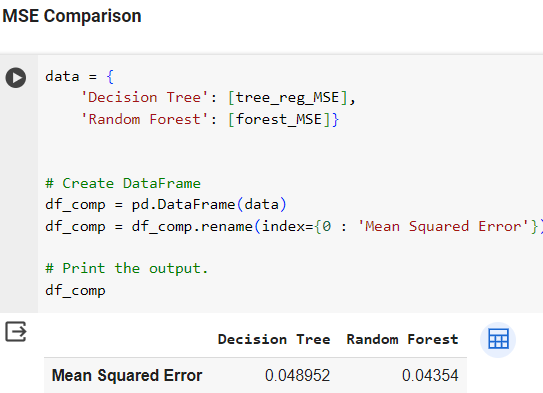 MSE Comparison
data = {
'Decision Tree': [tree_reg_MSE],
'Random Forest': [forest_MSE]}
# Create DataFrame
df_comp = pd.DataFrame(data)
df_comp = df_comp.rename(index={0 : 'Mean Squared Error'})
# Print the output.
df_comp
Decision Tree Random Forest
Mean Squared Error 0.048952 0.04354